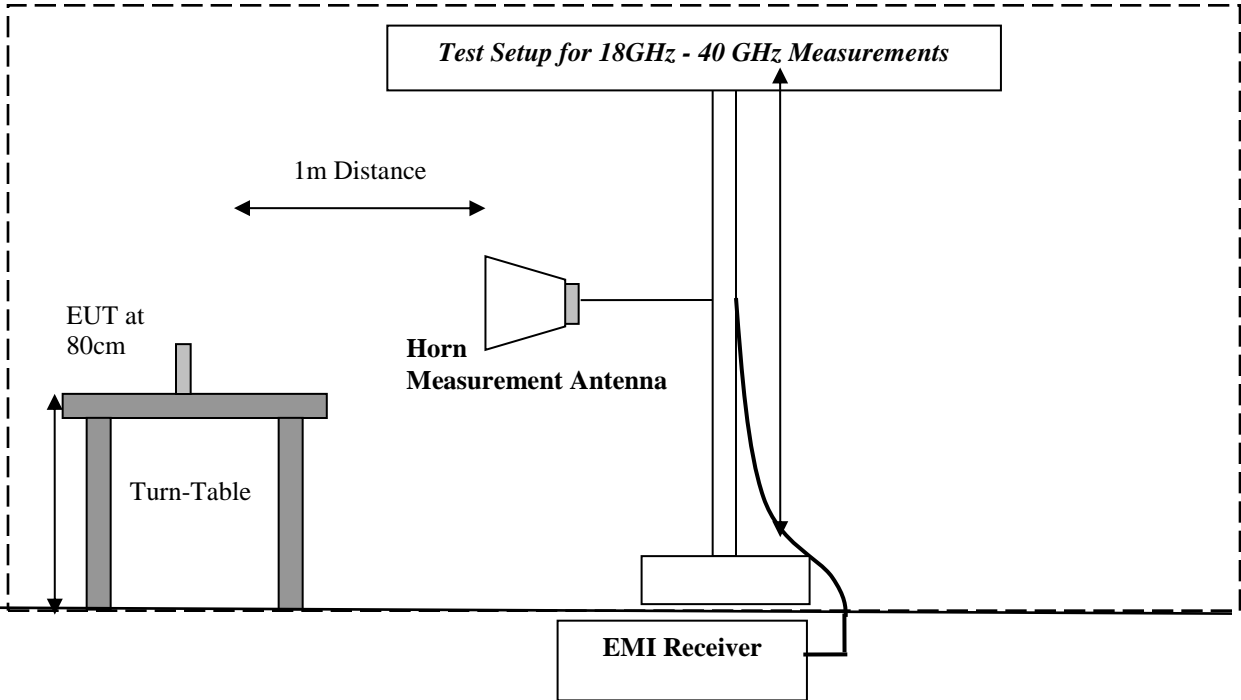 Test Setup for 18GHz - 40 GHz Measurements
1m Distance
EUT at
80cm
Horn
Measurement Antenna
Turn-Table
EMI Receiver